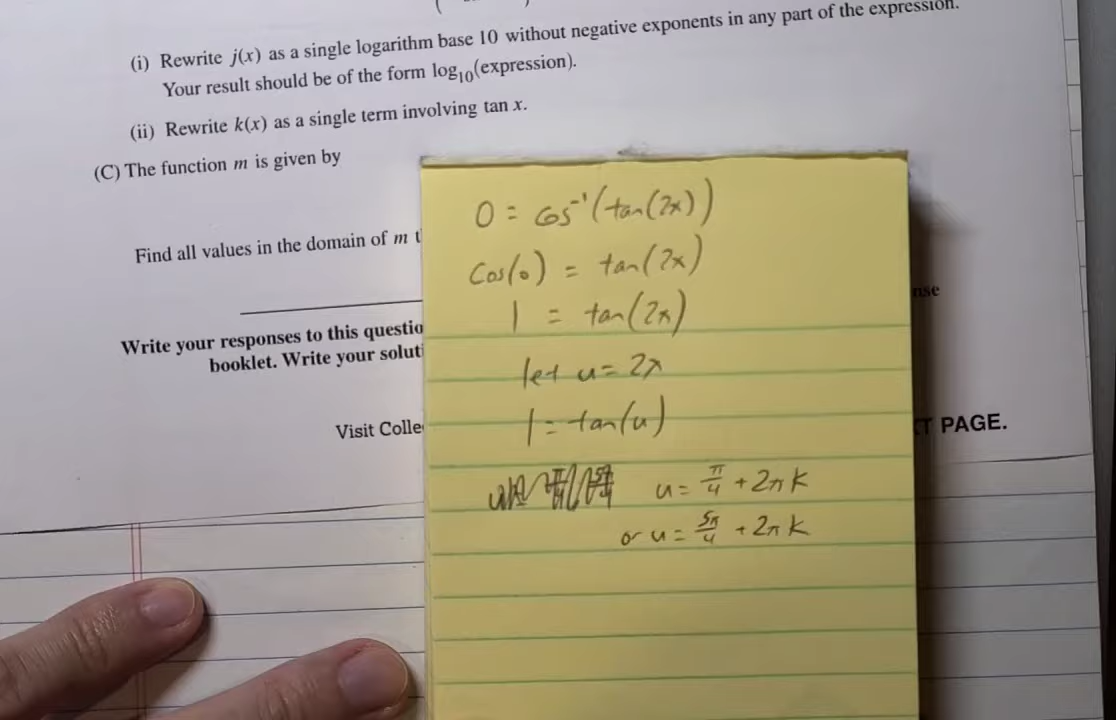 (i) Rewrite j(x) as a single logarithm base 10 without negative exponents in any part of the expression.
Your result should be of the form log₁₀(expression).
(ii) Rewrite k(x) as a single term involving tan x.
(C) The function m is given by
Find all values in the domain of m t
Write your responses to this questio
booklet. Write your soluti
Visit Colle
0 = cos⁻¹(tan(2x))
cos(0) = tan(2x)
1 = tan(2x)
let u = 2x
1 = tan(u)
u = π/4 + 2πk
or u = 5π/4 + 2πk
nse
T PAGE.